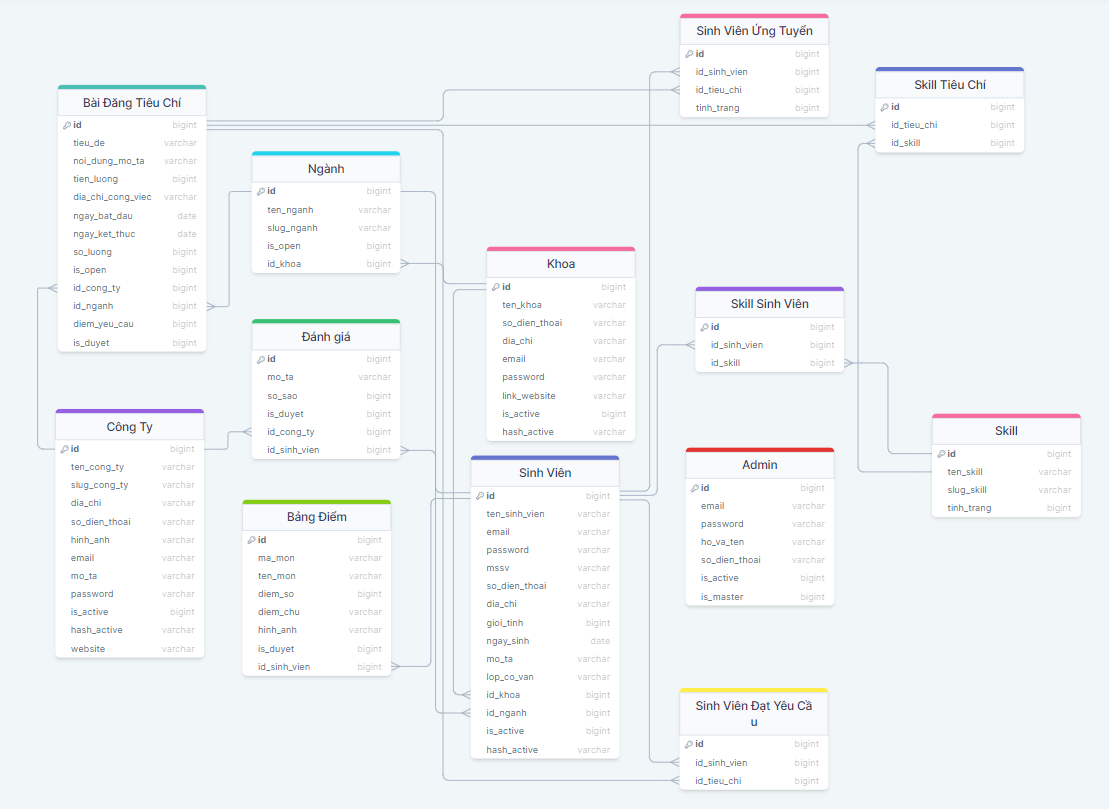 Bài Đăng Tiêu Chí
id bigint
tieu_de varchar
noi_dung_mo_ta varchar
tien_luong bigint
dia_chi_cong_viec varchar
ngay_bat_dau date
ngay_ket_thuc date
so_luong bigint
is_open bigint
id_cong_ty bigint
id_nganh bigint
diem_yeu_cau bigint
is_duyet bigint
Công Ty
id bigint
ten_cong_ty varchar
slug_cong_ty varchar
dia_chi varchar
so_dien_thoai varchar
hinh_anh varchar
email varchar
mo_ta varchar
password varchar
is_active bigint
hash_active varchar
website varchar
Ngành
id bigint
ten_nganh varchar
slug_nganh varchar
is_open bigint
id_khoa bigint
Đánh giá
id bigint
mo_ta varchar
so_sao bigint
is_duyet bigint
id_cong_ty bigint
id_sinh_vien bigint
Bảng Điểm
id bigint
ma_mon varchar
ten_mon varchar
diem_so bigint
diem_chu varchar
hinh_anh varchar
is_duyet bigint
id_sinh_vien bigint
Khoa
id bigint
ten_khoa varchar
so_dien_thoai varchar
dia_chi varchar
email varchar
password varchar
link_website varchar
is_active bigint
hash_active varchar
Sinh Viên
id bigint
ten_sinh_vien varchar
email varchar
password varchar
mssv varchar
so_dien_thoai varchar
dia_chi varchar
gioi_tinh bigint
ngay_sinh date
mo_ta varchar
lop_co_van varchar
id_khoa bigint
id_nganh bigint
is_active bigint
hash_active varchar
Sinh Viên Ứng Tuyển
id bigint
id_sinh_vien bigint
id_tieu_chi bigint
tinh_trang bigint
Skill Tiêu Chí
id bigint
id_tieu_chi bigint
id_skill bigint
Skill Sinh Viên
id bigint
id_sinh_vien bigint
id_skill bigint
Skill
id bigint
ten_skill varchar
slug_skill varchar
tinh_trang bigint
Admin
id bigint
email varchar
password varchar
ho_va_ten varchar
so_dien_thoai varchar
is_active bigint
is_master bigint
Sinh Viên Đạt Yêu Cầ
u
id bigint
id_sinh_vien bigint
id_tieu_chi bigint